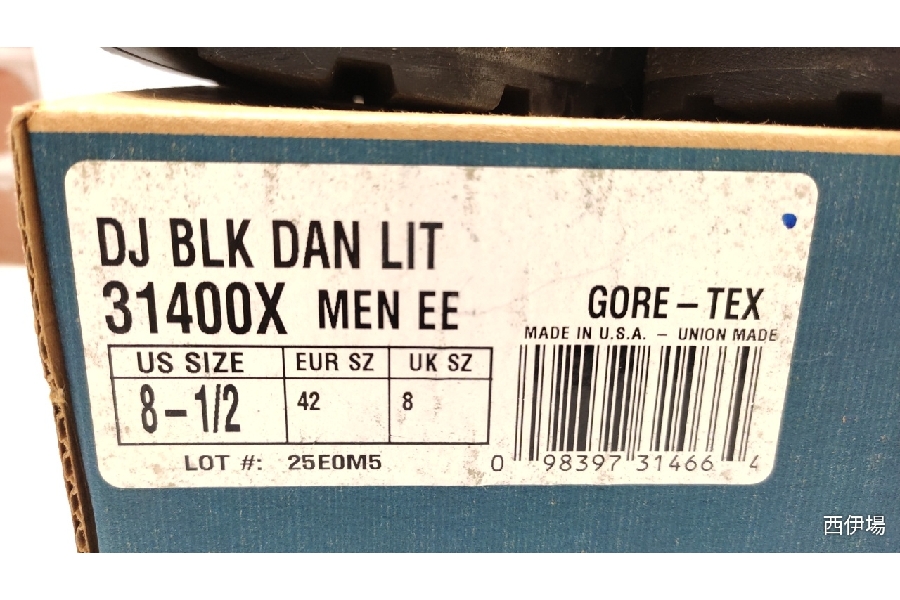 DJ BLK DAN LIT
31400X MEN EE
GORE-TEX
MADE IN U.S.A. - UNION MADE
US SIZE EUR SZ UK SZ
8-1/2 42 8
LOT #: 25E0M5
0 98397 31466 4
西伊場